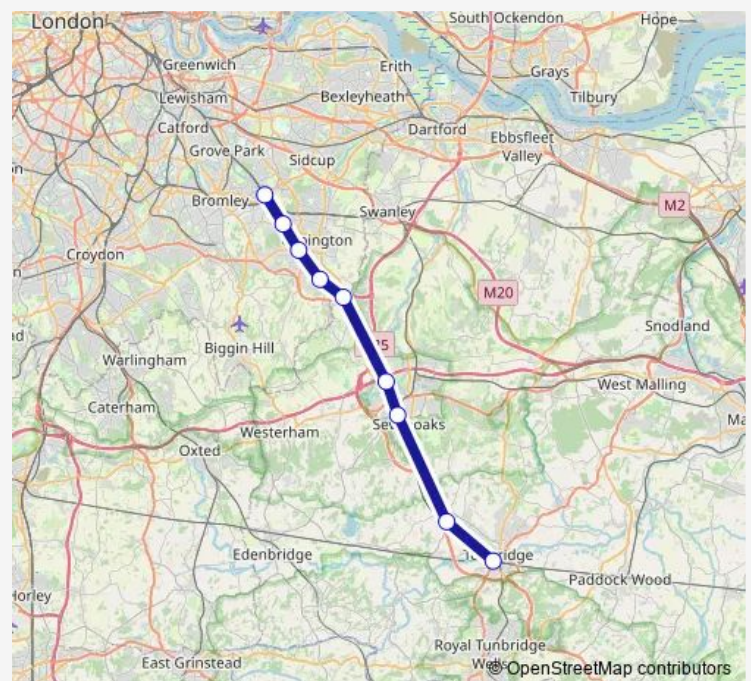 London
South Ockendon
Hope
Greenwich
Erith
Grays
Lewisham
Bexleyheath
Tilbury
Catford
Dartford
Ebbsfleet
Valley
Grove Park
Sidcup
Bromley
Swanley
M2
Croydon
M20
Snodland
Biggin Hill
Warlingham
West Malling
Caterham
Westerham
Oxted
Edenbridge
Paddock Wood
Royal Tunbridge
Wells
East Grinstead
© OpenStreetMap contributors